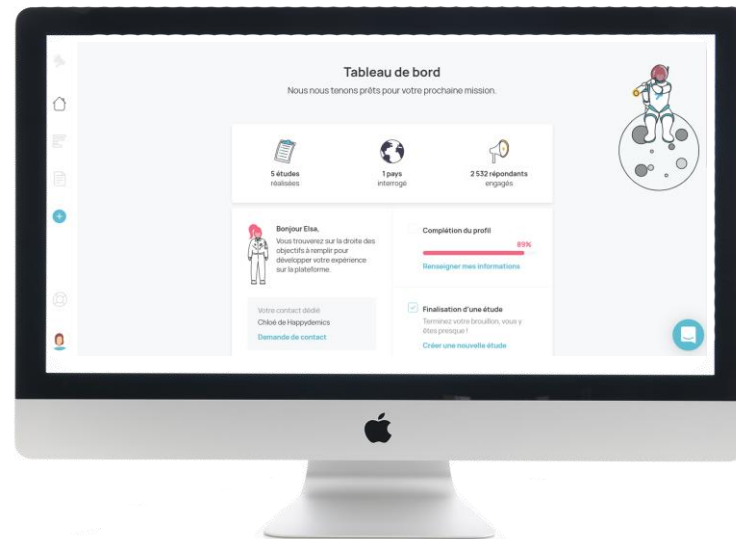 Tableau de bord
Nous nous tenons prêts pour votre prochaine mission.
5 études
réalisées
1 pays
interrogé
2 532 répondants
engagés
Bonjour Elsa,
Vous trouverez sur la droite des
objectifs à remplir pour
développer votre expérience
sur la plateforme.
Votre contact dédié
Chloé de Happydemics
Demande de contact
Complétion du profil
89%
Renseigner mes informations
Finalisation d'une étude
Terminez votre brouillon, vous y
êtes presque !
Créer une nouvelle étude